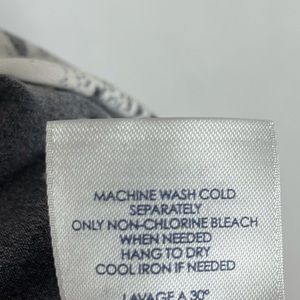 MACHINE WASH COLD
SEPARATELY
ONLY NON-CHLORINE BLEACH
WHEN NEEDED
HANG TO DRY
COOL IRON IF NEEDED
LAVAGE A 30°